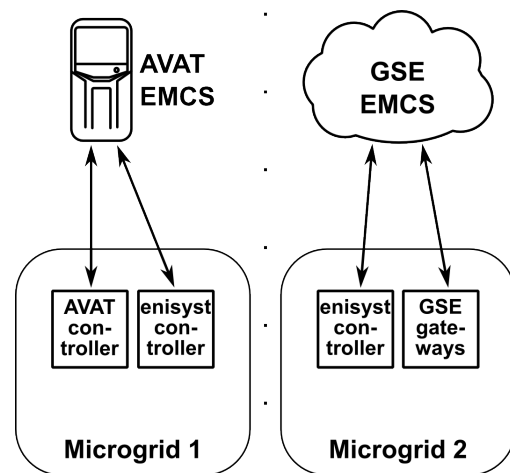 AVAT
EMCS
GSE
EMCS
AVAT
con-
troller
enisyst
con-
troller
enisyst
con-
troller
GSE
gate-
ways
Microgrid 1
Microgrid 2